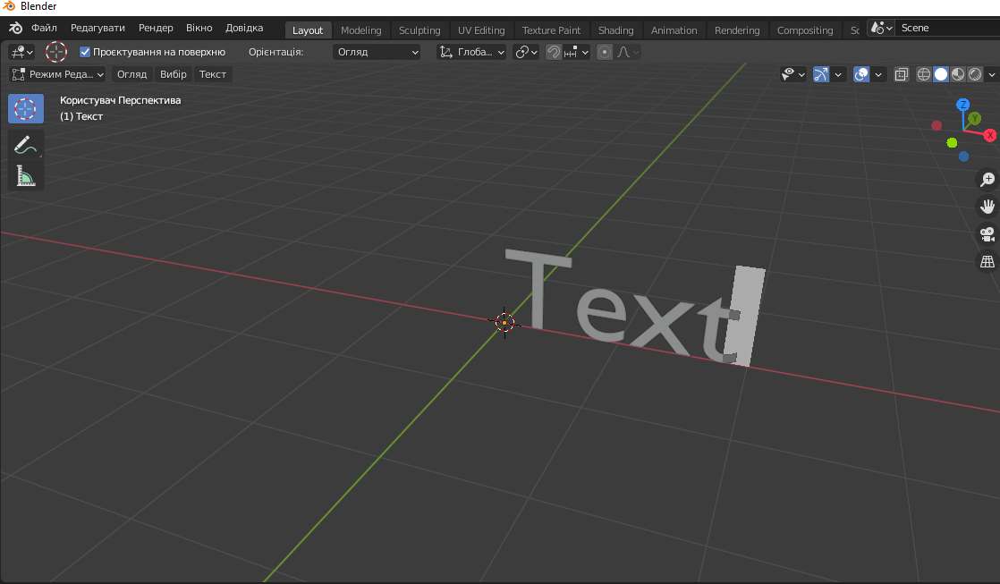 Blender
Файл Редагувати Рендер Вікно Довідка Layout Modeling Sculpting UV Editing Texture Paint Shading Animation Rendering Compositing Sc Scene
Проєктування на поверхню Орієнтація: Огляд Глоба...
Режим Реда... Огляд Вибір Текст
Користувач Перспектива
(1) Текст
Z
Y
X
Text